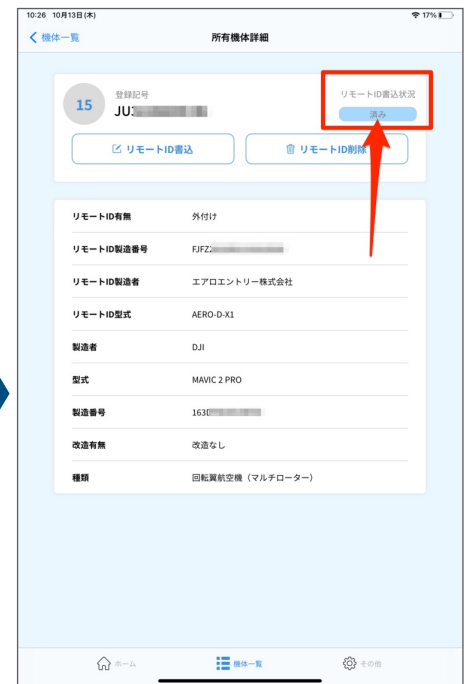 10:26 10月13日(木) 17%
機体一覧 所有機体詳細
15 登録記号 リモートID書込状況
JU 済み
リモートID書込 リモートID削除
リモートID有無 外付け
リモートID製造番号 FJFZ
リモートID製造者 エアロエントリー株式会社
リモートID型式 AERO-D-X1
製造者 DJI
型式 MAVIC 2 PRO
製造番号 163
改造有無 改造なし
種類 回転翼航空機（マルチローター）
ホーム 機体一覧 その他